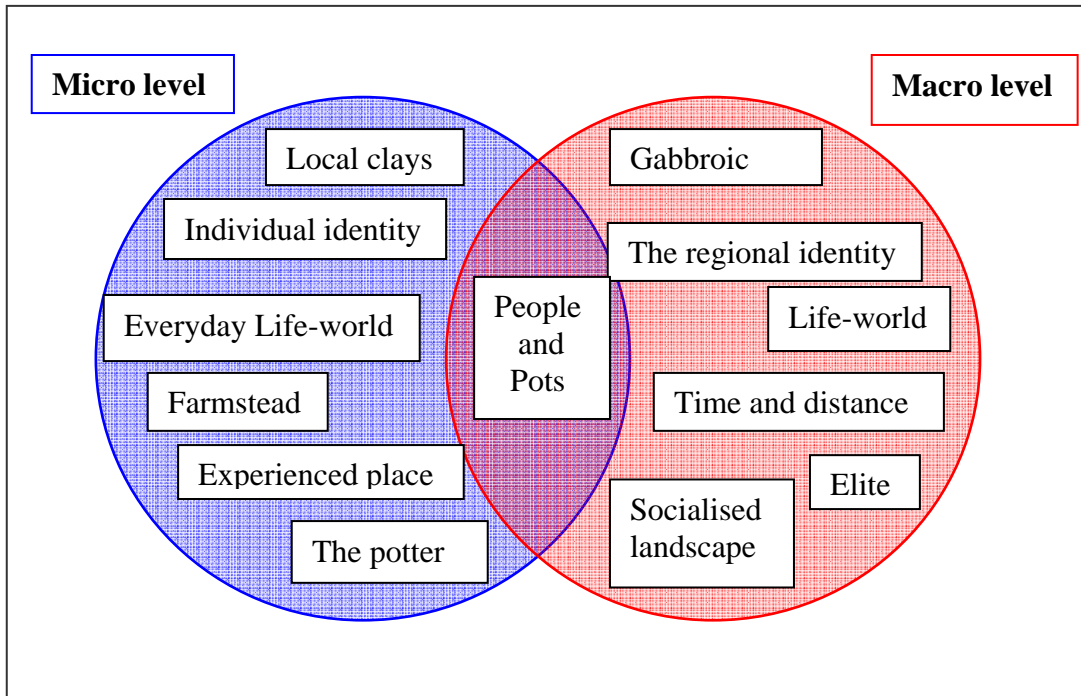 Micro level
Macro level
Local clays
Individual identity
Everyday Life-world
Farmstead
Experienced place
The potter
People
and
Pots
Gabbroic
The regional identity
Life-world
Time and distance
Elite
Socialised
landscape